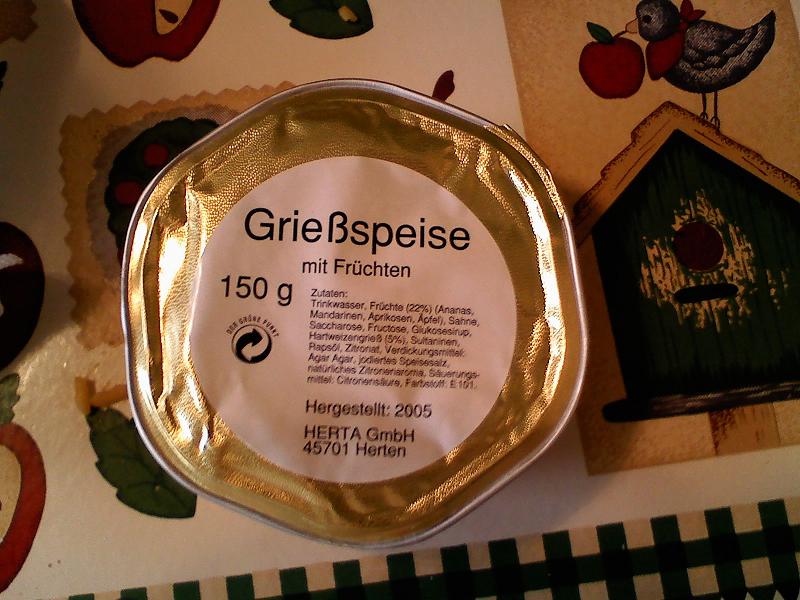 Grießspeise
mit Früchten
150 g
DER GRÜNE PUNKT
Zutaten:
Trinkwasser, Früchte (22%) (Ananas,
Mandarinen, Aprikosen, Äpfel), Sahne,
Saccharose, Fructose, Glukosesirup,
Hartweizengrieß (5%), Sultaninen,
Rapsöl, Zitronat, Verdickungsmittel:
Agar Agar, jodiertes Speisesalz,
natürliches Zitronenaroma, Säuerungs-
mittel: Citronensäure, Farbstoff: E101.
Hergestellt: 2005
HERTA GmbH
45701 Herten